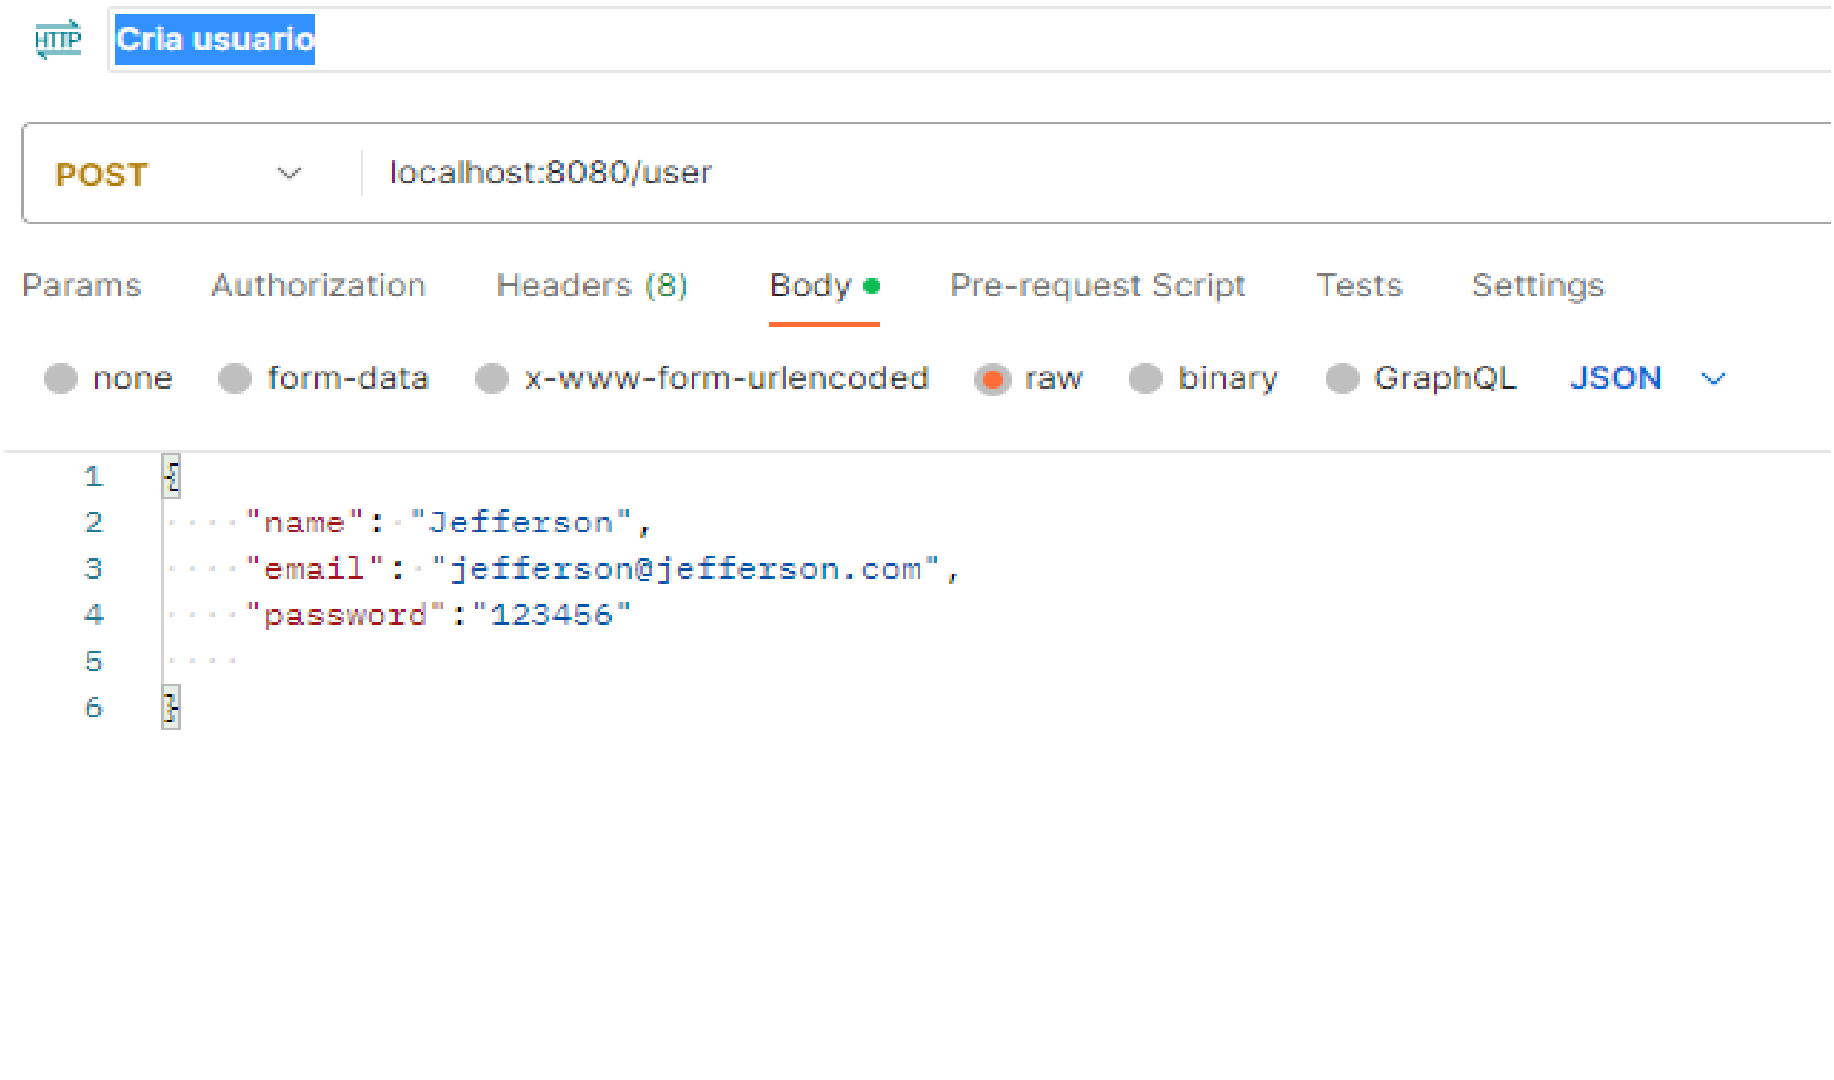 HTTP Cria usuario
POST localhost:8080/user
Params Authorization Headers (8) Body Pre-request Script Tests Settings
none form-data x-www-form-urlencoded raw binary GraphQL JSON
1 {
2 "name": "Jefferson",
3 "email": "jefferson@jefferson.com",
4 "password":"123456"
5
6 }